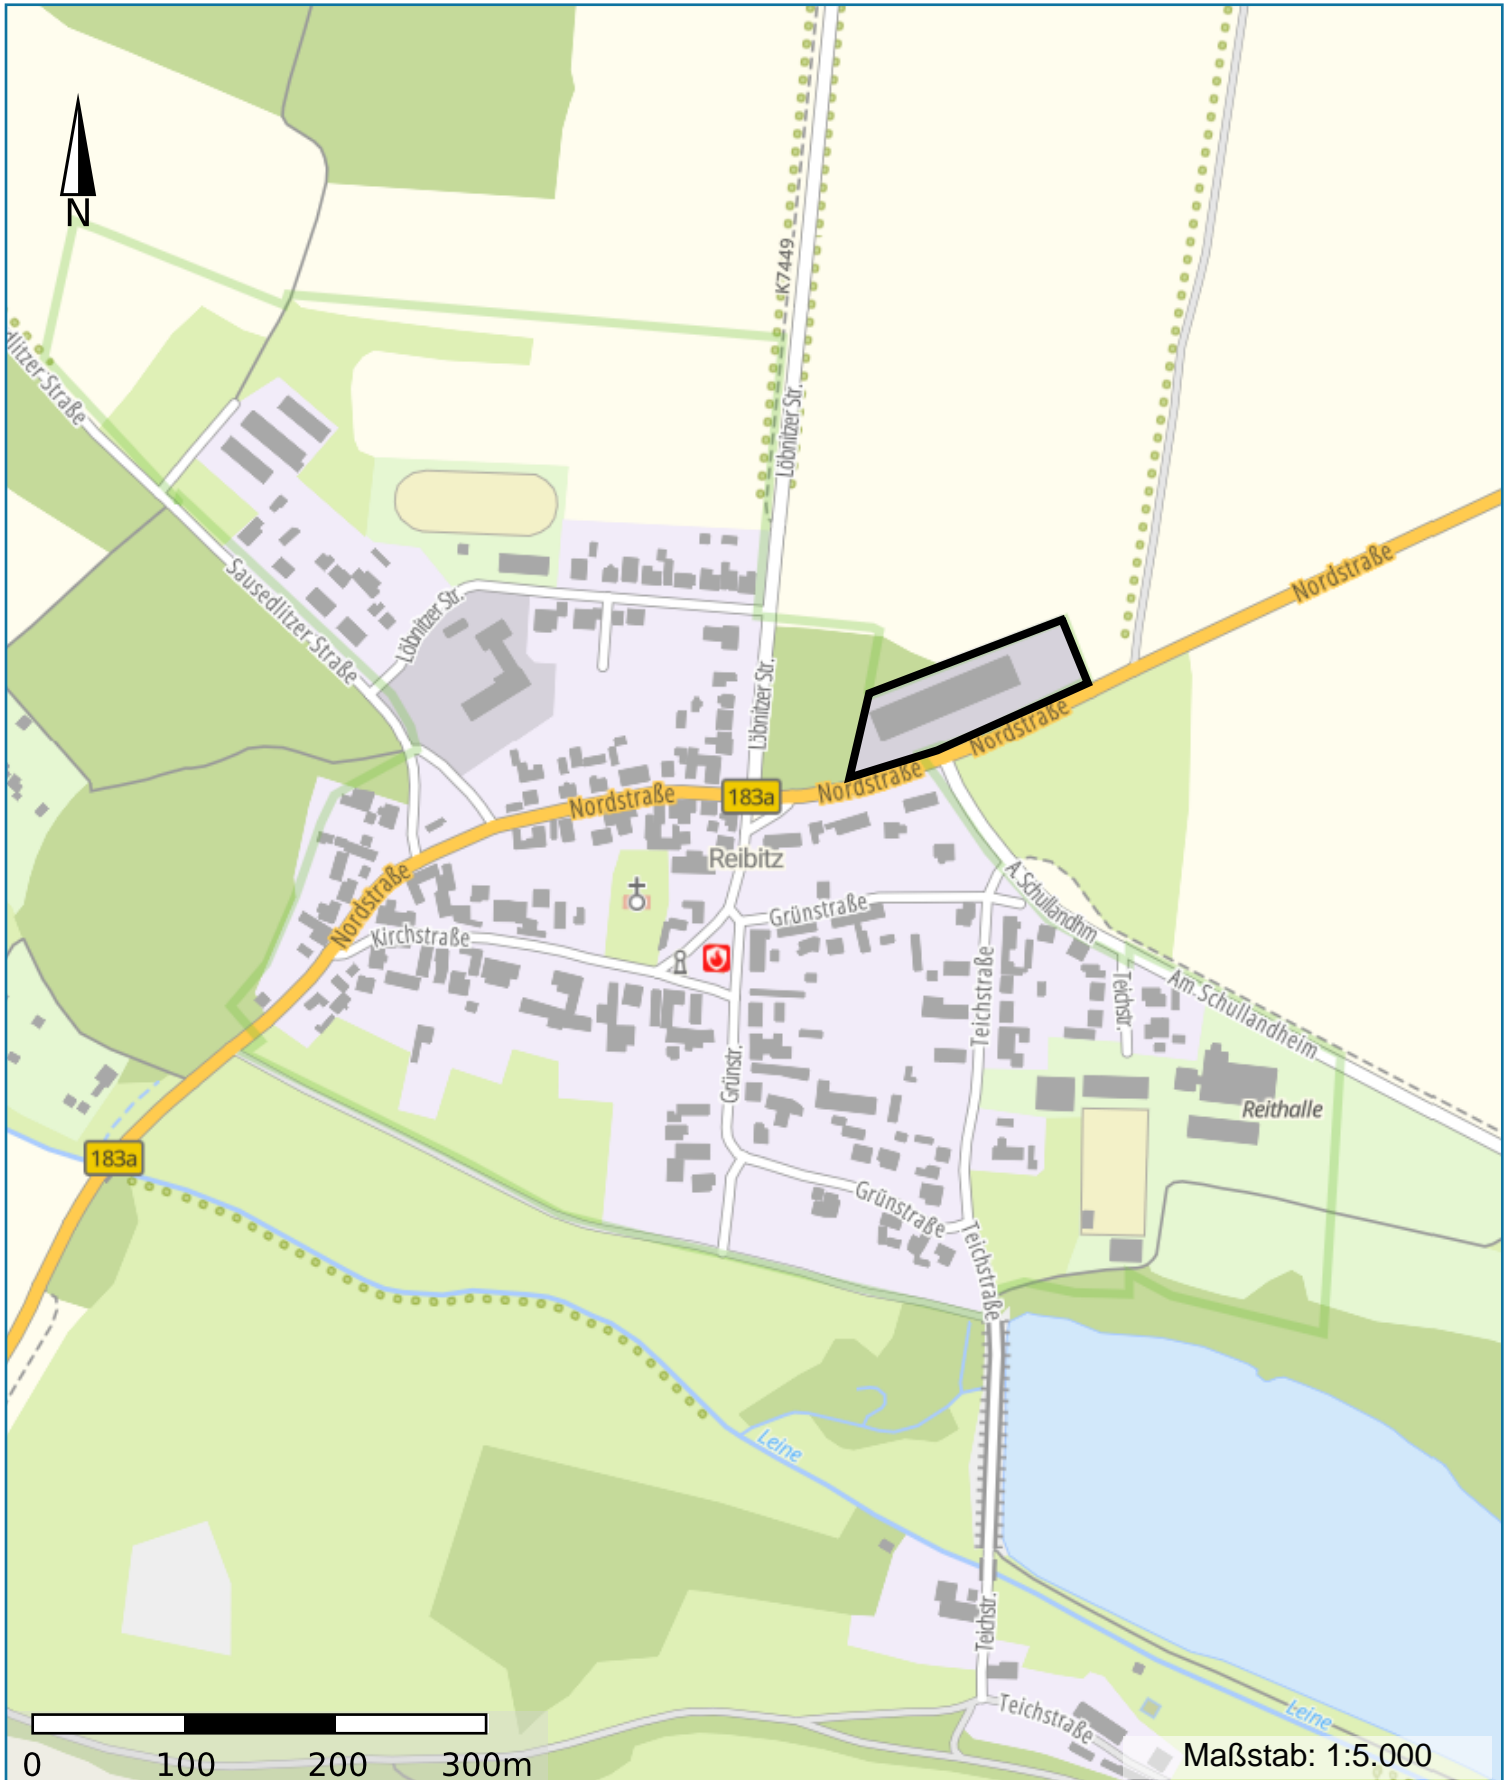 N
K7449
Löbnitzer Str.
dlitzer Straße
Sausedlitzer Straße
Löbnitzer Str.
Löbnitzer Str.
Nordstraße
Nordstraße
Nordstraße
Nordstraße
183a
Nordstraße
Reibitz
A. Schullandhm
Grünstraße
Kirchstraße
Teichstraße
Teichstr.
Am. Schullandheim
Grünstr.
Reithalle
183a
Grünstraße
Teichstraße
Leine
Teichstr.
Teichstraße
Leine
0 100 200 300m
Maßstab: 1:5.000